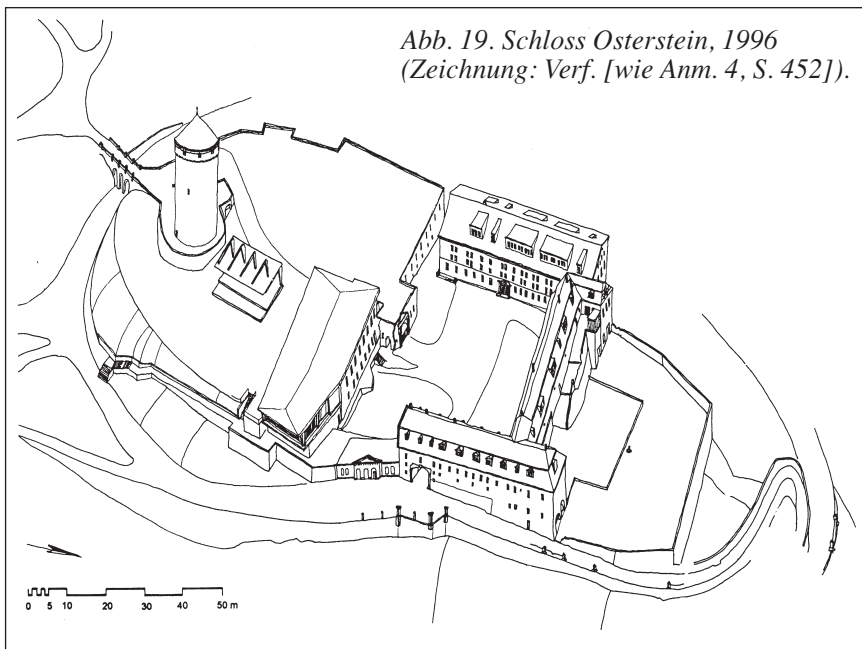 Abb. 19. Schloss Osterstein, 1996
(Zeichnung: Verf. [wie Anm. 4, S. 452]).
0 5 10 20 30 40 50 m